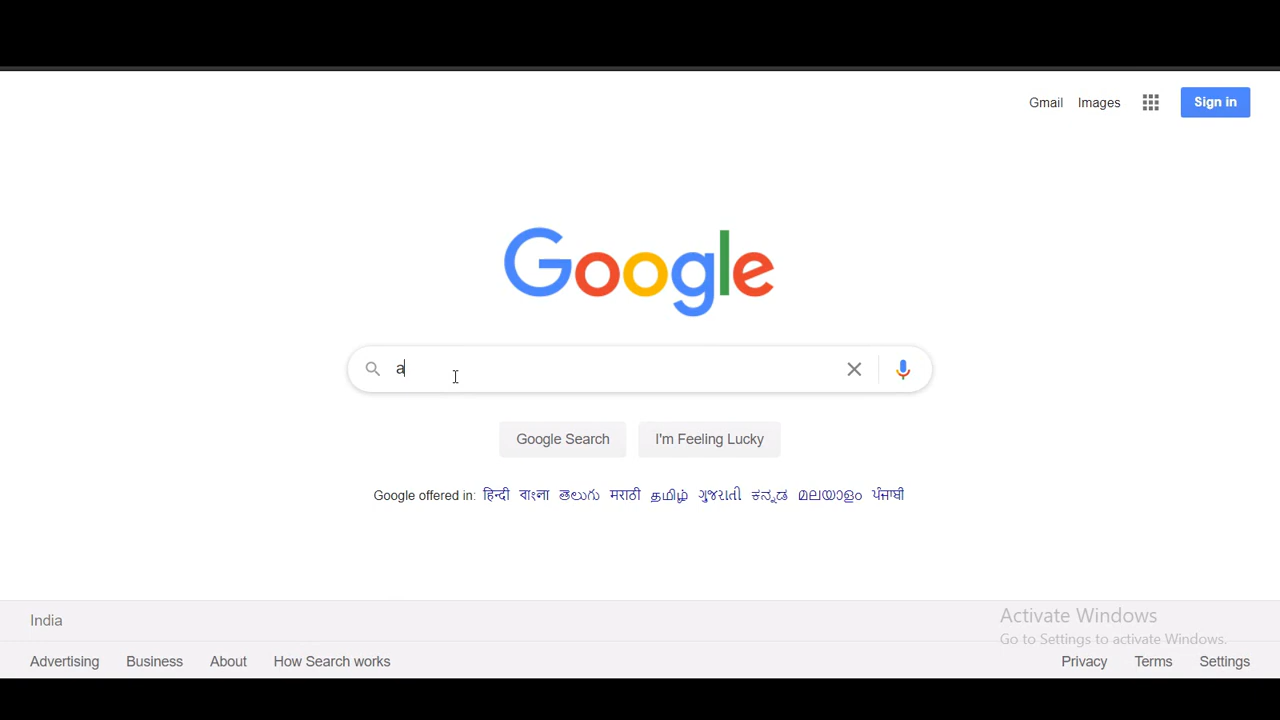 Gmail Images Sign in
Google
a
Google Search I'm Feeling Lucky
Google offered in: हिन्दी বাংলা తెలుగు मराठी தமிழ் ગુજરાતી ಕನ್ನಡ മലയാളം ਪੰਜਾਬੀ
India
Activate Windows
Go to Settings to activate Windows.
Advertising Business About How Search works Privacy Terms Settings